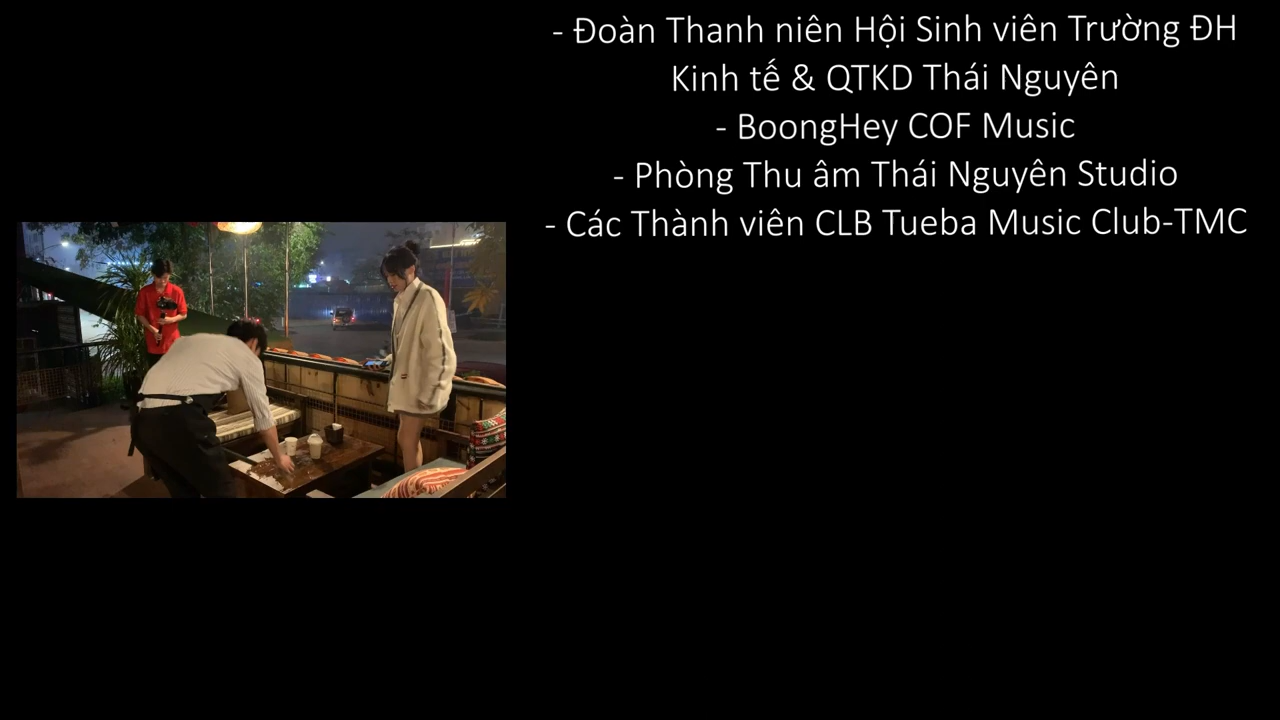 - Đoàn Thanh niên Hội Sinh viên Trường ĐH
Kinh tế & QTKD Thái Nguyên
- BoongHey COF Music
- Phòng Thu âm Thái Nguyên Studio
- Các Thành viên CLB Tueba Music Club-TMC